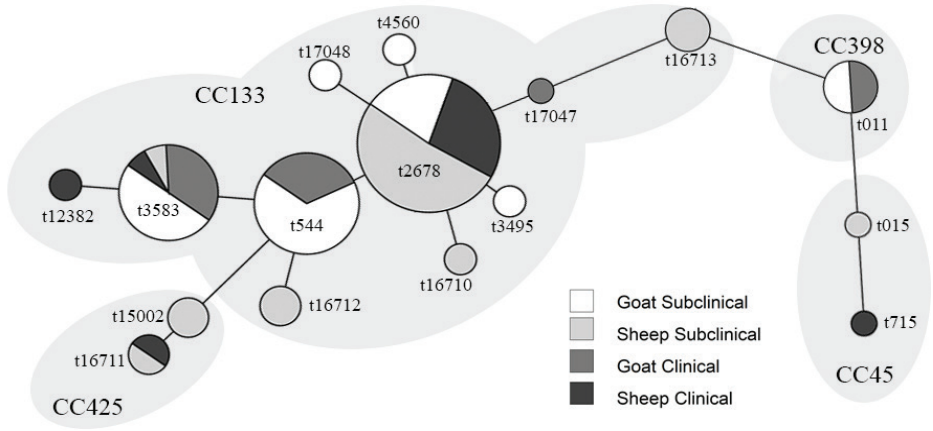 t4560
t17048
t16713
CC398
CC133
t17047
t011
t2678
t3583
t12382
t544
t3495
t015
t16710
t16712
t15002
t16711
t715
CC425
CC45
Goat Subclinical
Sheep Subclinical
Goat Clinical
Sheep Clinical